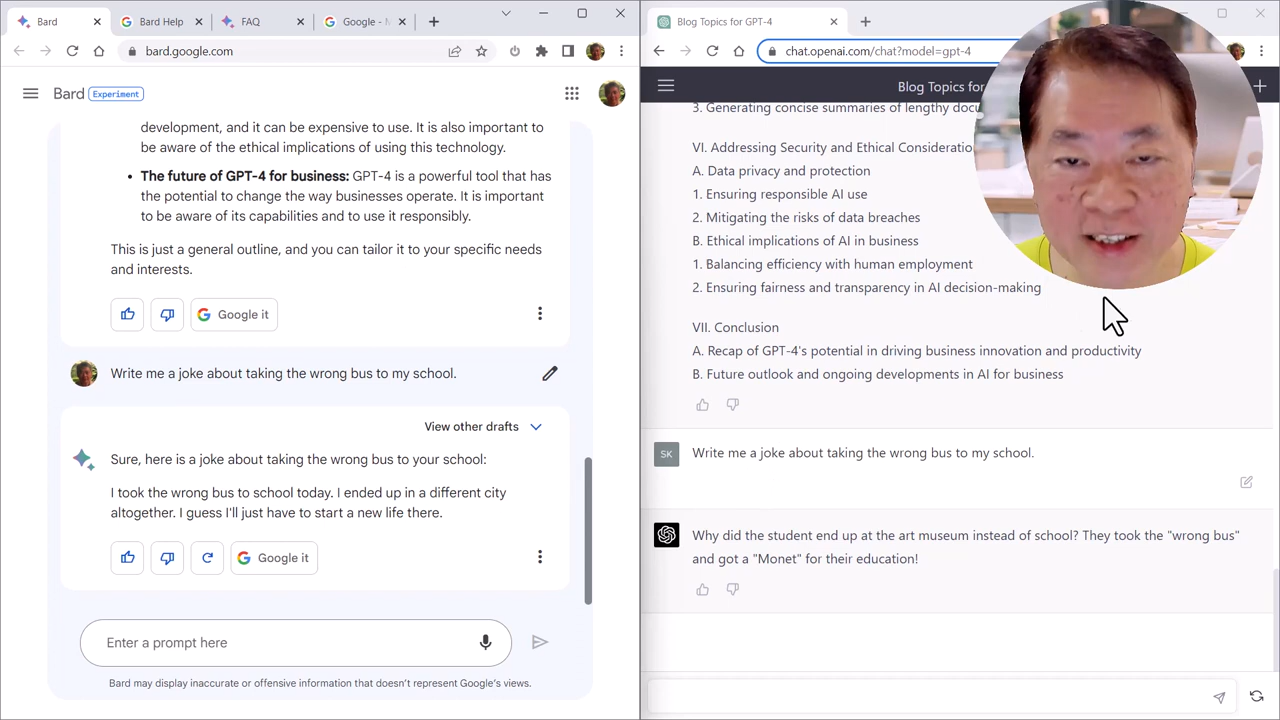 Bard
Bard Help
FAQ
Google - M
bard.google.com
Bard Experiment
development, and it can be expensive to use. It is also important
to be aware of the ethical implications of using this technology.
• The future of GPT-4 for business: GPT-4 is a powerful tool that has
the potential to change the way businesses operate. It is important
to be aware of its capabilities and to use it responsibly.
This is just a general outline, and you can tailor it to your specific needs
and interests.
Google it
Write me a joke about taking the wrong bus to my school.
View other drafts
Sure, here is a joke about taking the wrong bus to your school:
I took the wrong bus to school today. I ended up in a different city
altogether. I guess I'll just have to start a new life there.
Google it
Enter a prompt here
Bard may display inaccurate or offensive information that doesn't represent Google's views.
Blog Topics for GPT-4
chat.openai.com/chat?model=gpt-4
Blog Topics for
3. Generating concise summaries of lengthy
VI. Addressing Security and Ethical
A. Data privacy and protection
1. Ensuring responsible AI use
2. Mitigating the risks of data breaches
B. Ethical implications of AI in business
1. Balancing efficiency with human employment
2. Ensuring fairness and transparency in AI decision-making
VII. Conclusion
A. Recap of GPT-4's potential in driving business innovation and productivity
B. Future outlook and ongoing developments in AI for business
SK
Write me a joke about taking the wrong bus to my school.
Why did the student end up at the art museum instead of school? They took the "wrong bus"
and got a "Monet" for their education!